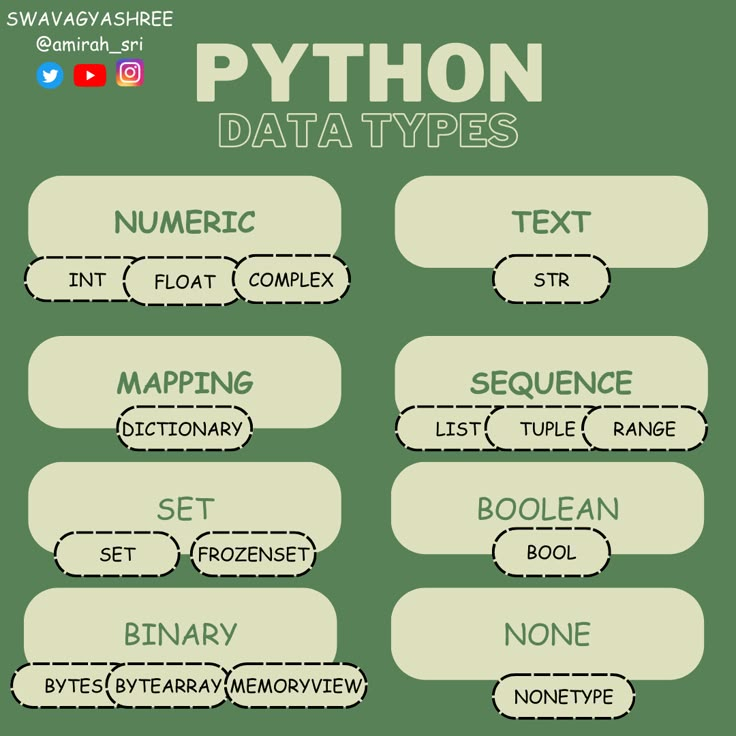 SWAVAGYASHREE
@amirah_sri
PYTHON
DATA TYPES
NUMERIC
INT FLOAT COMPLEX
TEXT
STR
MAPPING
DICTIONARY
SEQUENCE
LIST TUPLE RANGE
SET
SET FROZENSET
BOOLEAN
BOOL
BINARY
BYTES BYTEARRAY MEMORYVIEW
NONE
NONETYPE